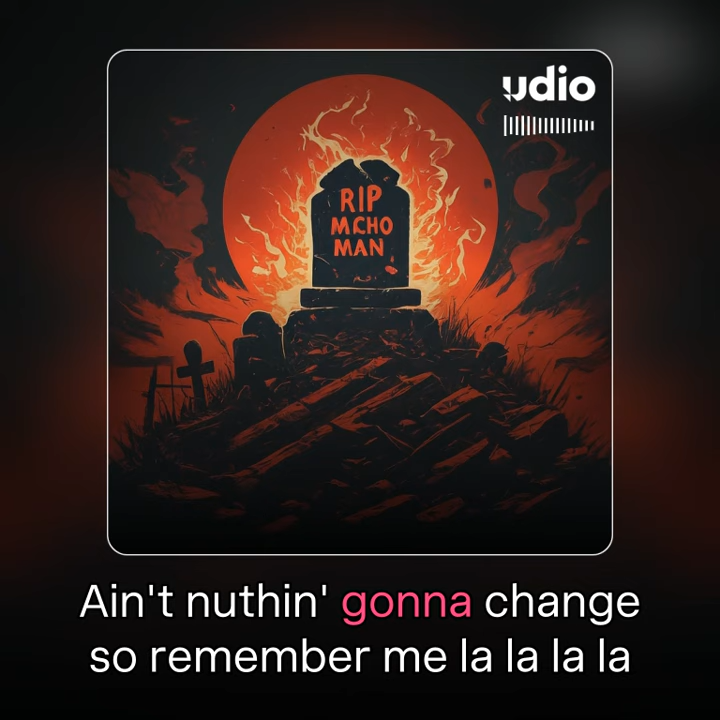 udio
RIP
MCHO
MAN
Ain't nuthin' gonna change
so remember me la la la la